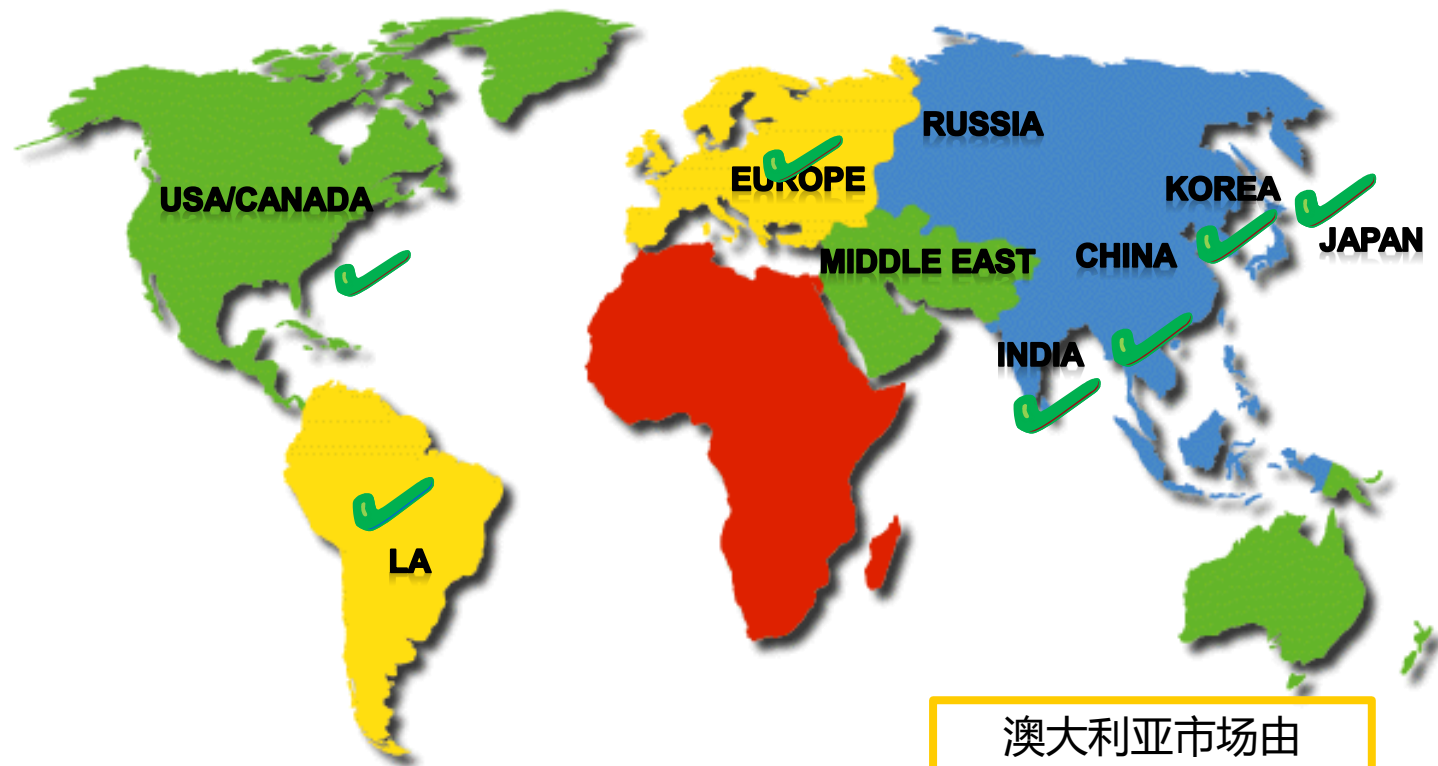 RUSSIA
EUROPE
USA/CANADA
KOREA
JAPAN
MIDDLE EAST
CHINA
INDIA
LA
澳大利亚市场由